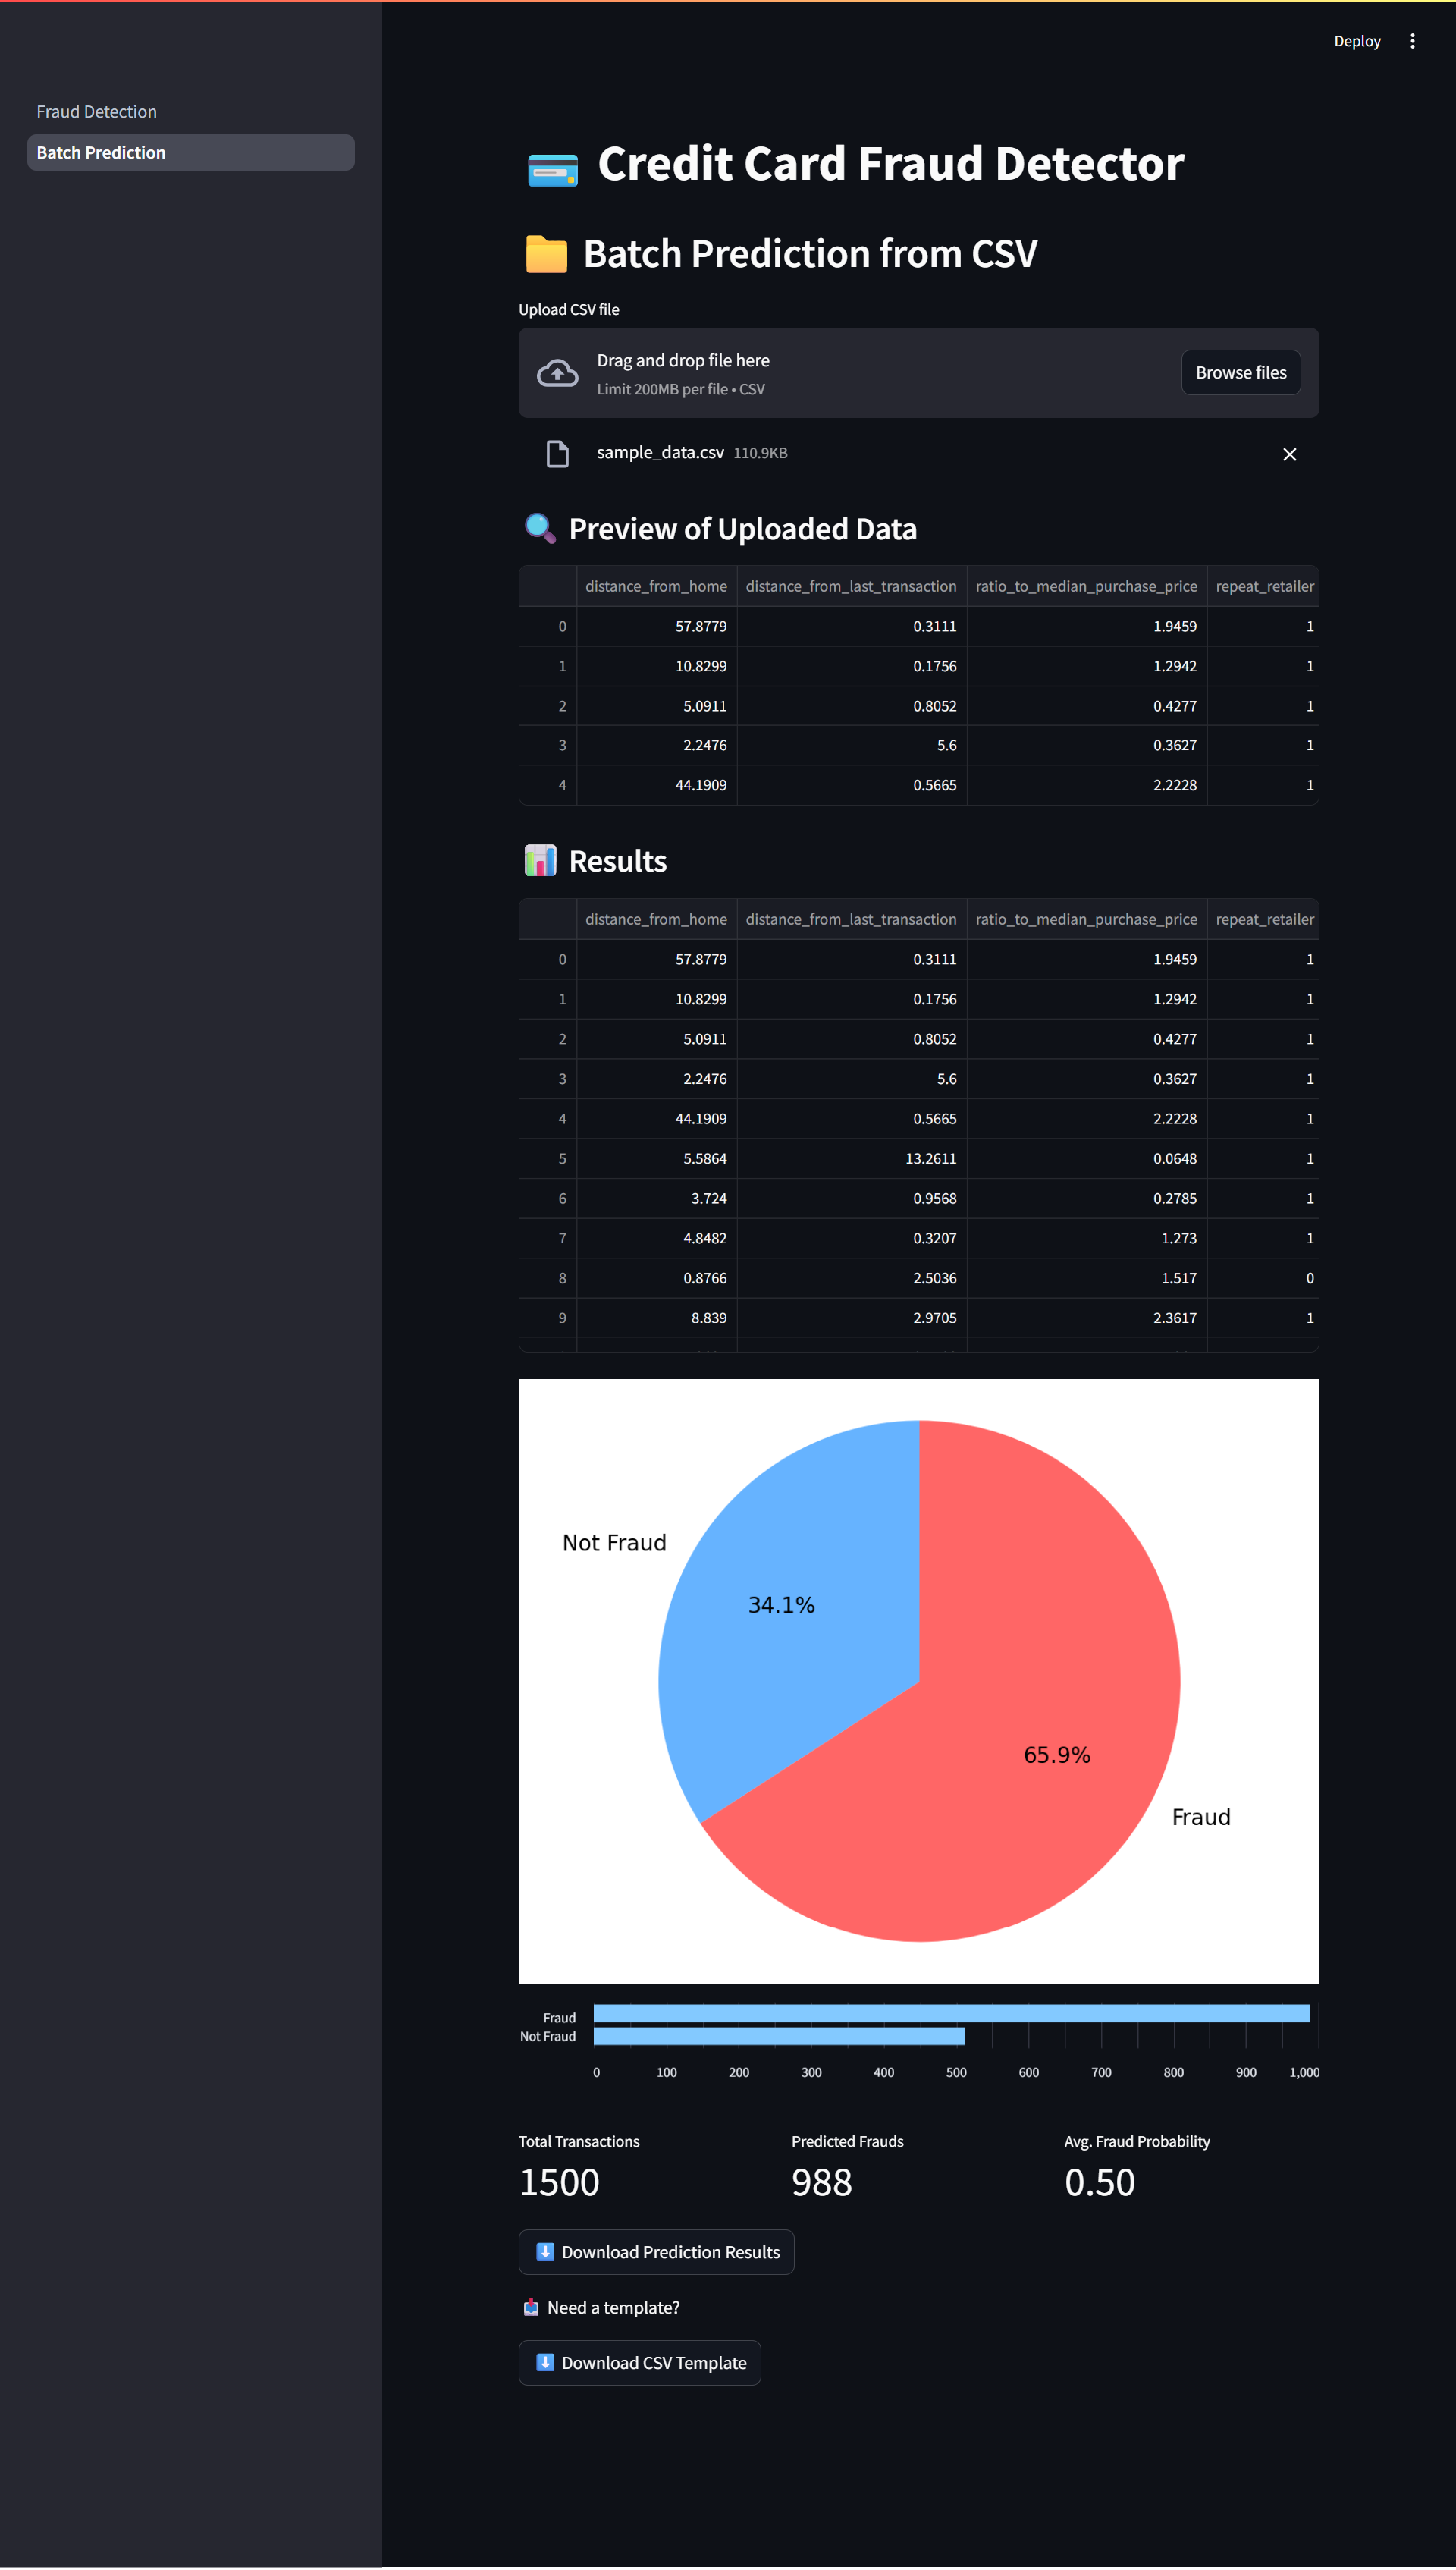 Deploy
Fraud Detection
Batch Prediction
Credit Card Fraud Detector
Batch Prediction from CSV
Upload CSV file
Drag and drop file here
Limit 200MB per file • CSV
Browse files
sample_data.csv 110.9KB
Preview of Uploaded Data
distance_from_home distance_from_last_transaction ratio_to_median_purchase_price repeat_retailer
0 57.8779 0.3111 1.9459 1
1 10.8299 0.1756 1.2942 1
2 5.0911 0.8052 0.4277 1
3 2.2476 5.6 0.3627 1
4 44.1909 0.5665 2.2228 1
Results
distance_from_home distance_from_last_transaction ratio_to_median_purchase_price repeat_retailer
0 57.8779 0.3111 1.9459 1
1 10.8299 0.1756 1.2942 1
2 5.0911 0.8052 0.4277 1
3 2.2476 5.6 0.3627 1
4 44.1909 0.5665 2.2228 1
5 5.5864 13.2611 0.0648 1
6 3.724 0.9568 0.2785 1
7 4.8482 0.3207 1.273 1
8 0.8766 2.5036 1.517 0
9 8.839 2.9705 2.3617 1
Not Fraud
34.1%
65.9%
Fraud
Fraud
Not Fraud
0 100 200 300 400 500 600 700 800 900 1,000
Total Transactions Predicted Frauds Avg. Fraud Probability
1500 988 0.50
Download Prediction Results
Need a template?
Download CSV Template